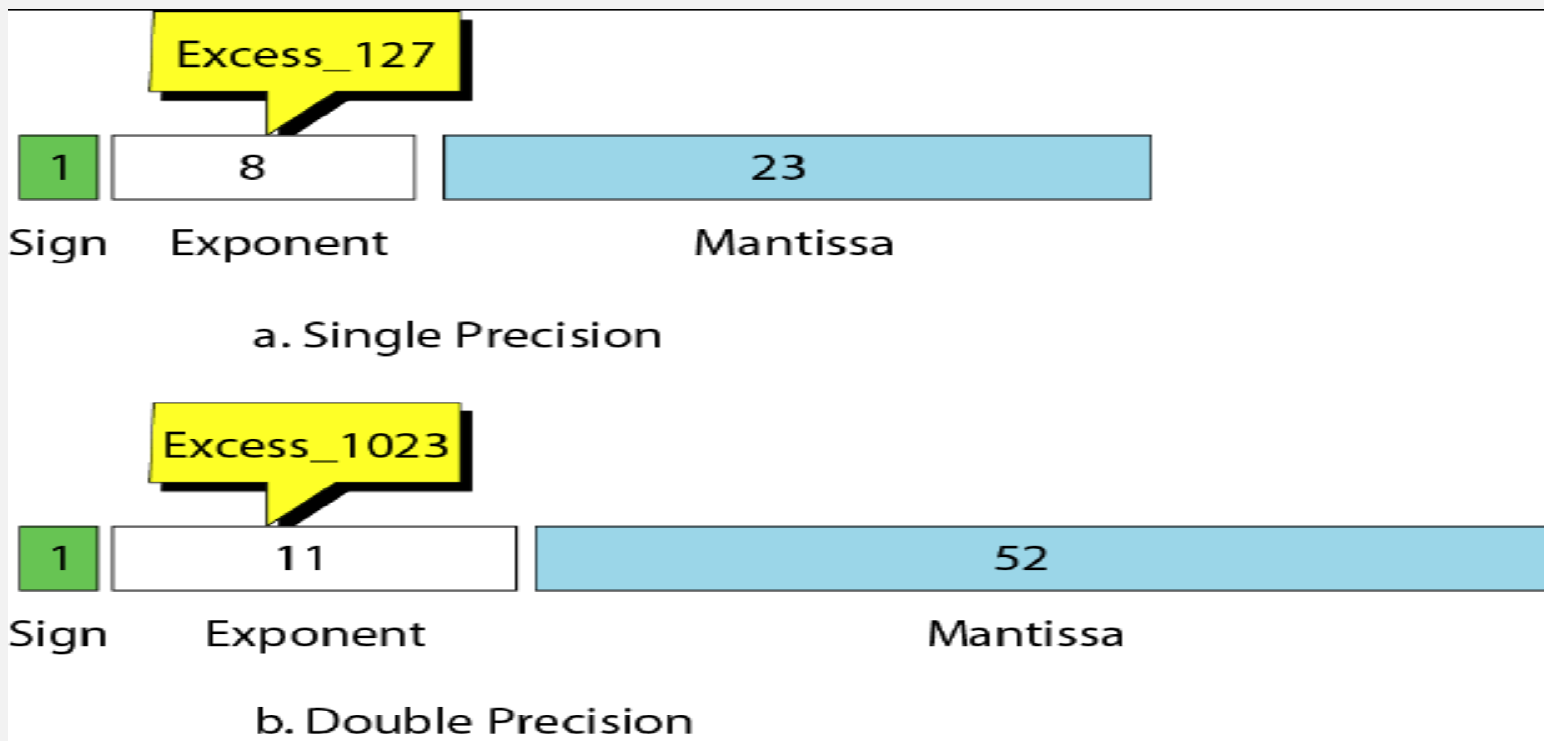 Excess_127
1 8 23
Sign Exponent Mantissa
a. Single Precision
Excess_1023
1 11 52
Sign Exponent Mantissa
b. Double Precision